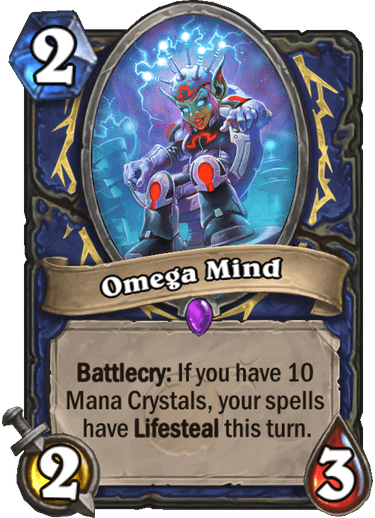 2
Omega Mind
Battlecry: If you have 10
Mana Crystals, your spells
have Lifesteal this turn.
2
3